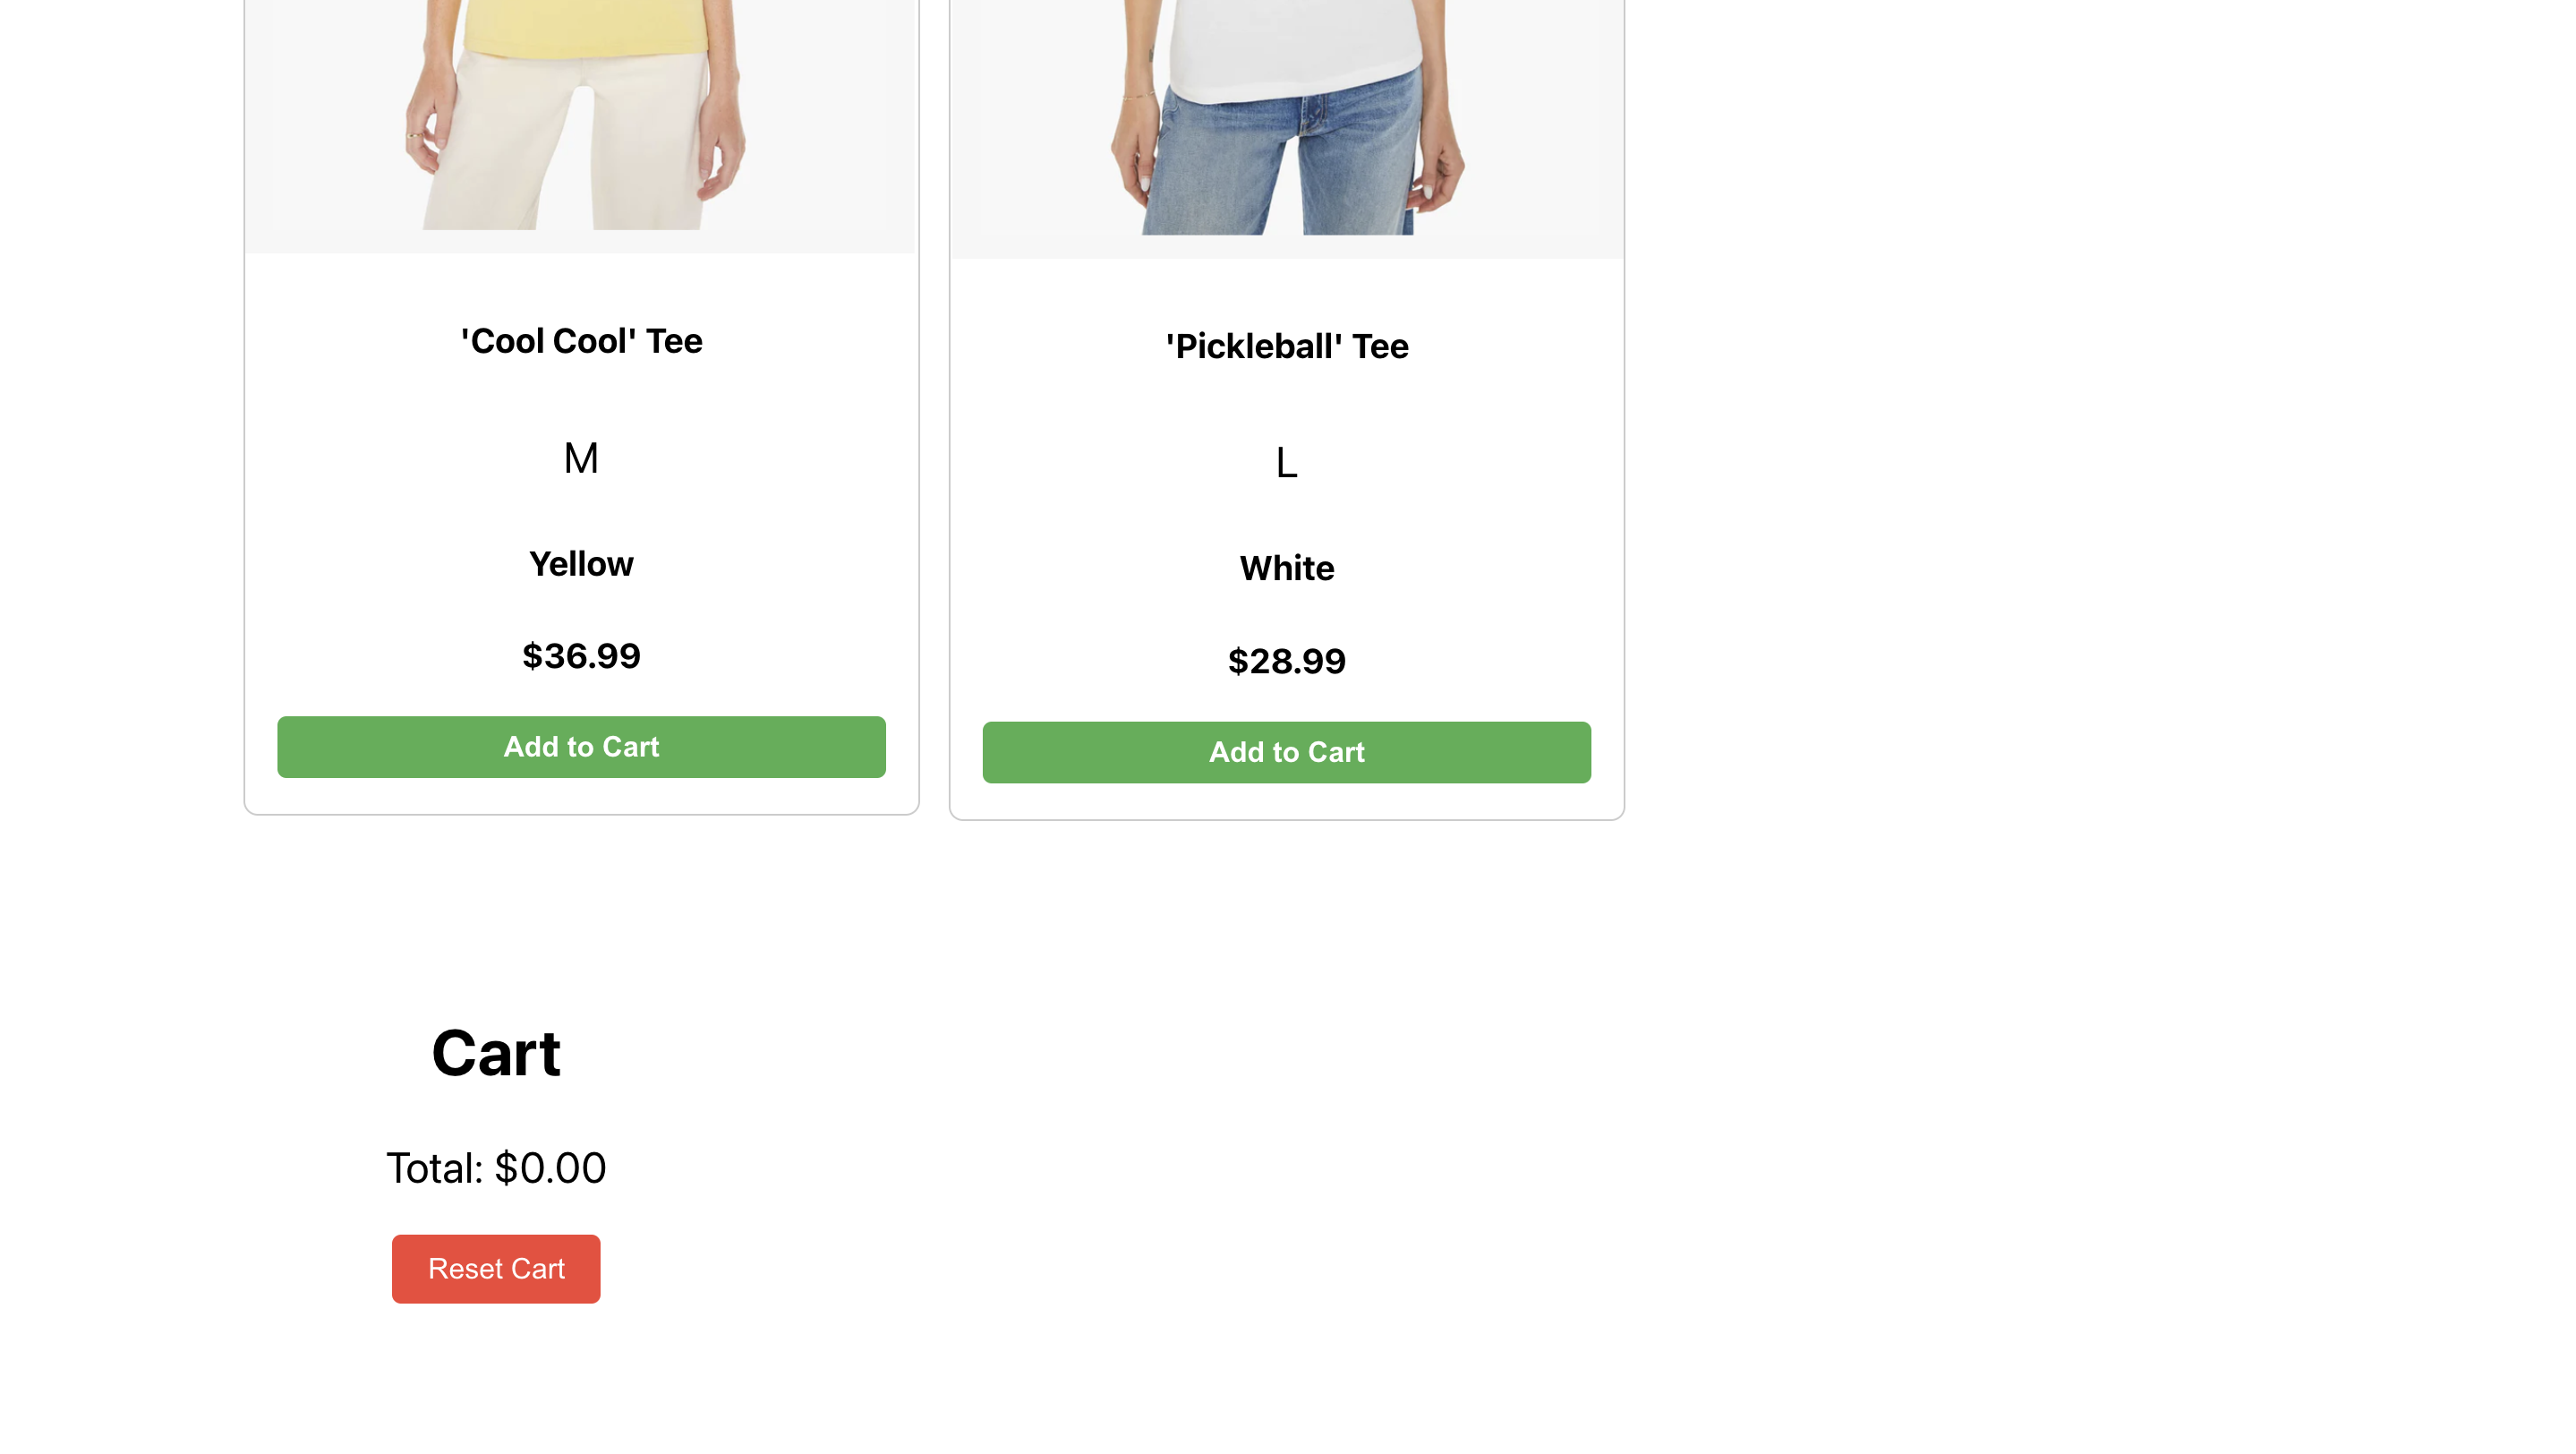 'Cool Cool' Tee
M
Yellow
$36.99
Add to Cart
'Pickleball' Tee
L
White
$28.99
Add to Cart
Cart
Total: $0.00
Reset Cart